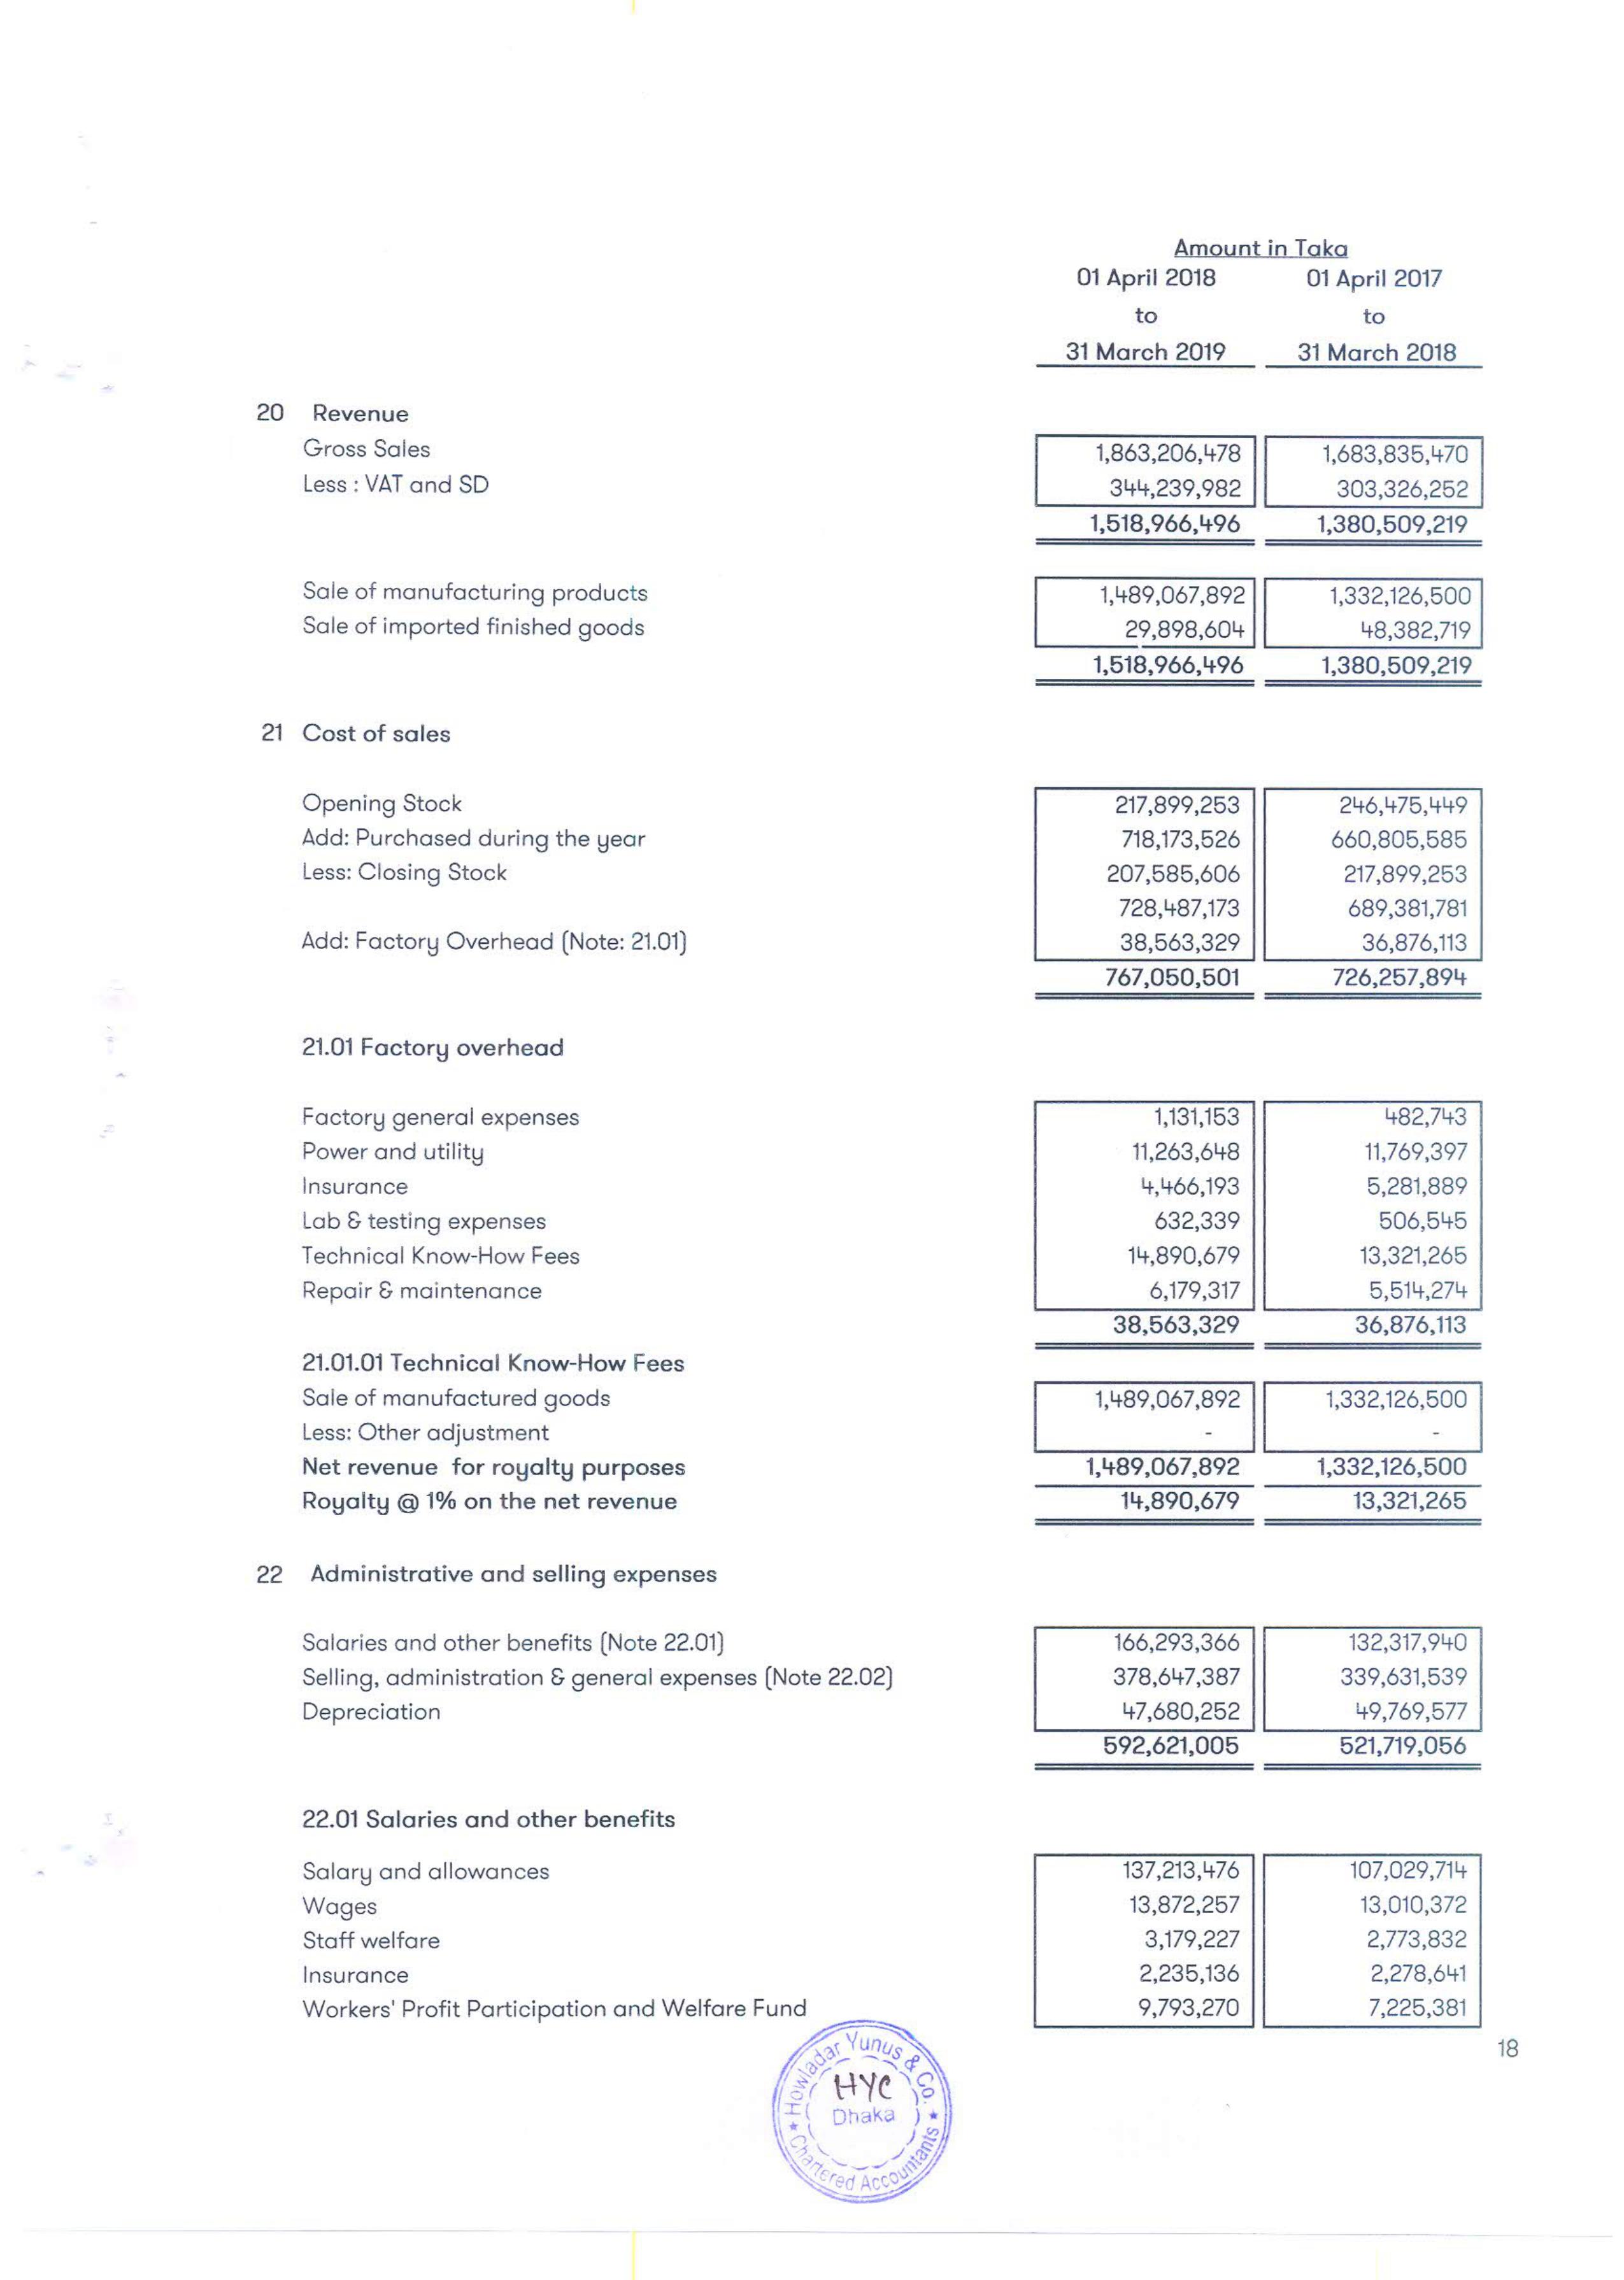 Amount in Taka
01 April 2018 01 April 2017
to to
31 March 2019 31 March 2018
20 Revenue
Gross Sales 1,863,206,478 1,683,835,470
Less : VAT and SD 344,239,982 303,326,252
1,518,966,496 1,380,509,219
Sale of manufacturing products 1,489,067,892 1,332,126,500
Sale of imported finished goods 29,898,604 48,382,719
1,518,966,496 1,380,509,219
21 Cost of sales
Opening Stock 217,899,253 246,475,449
Add: Purchased during the year 718,173,526 660,805,585
Less: Closing Stock 207,585,606 217,899,253
728,487,173 689,381,781
Add: Factory Overhead (Note: 21.01) 38,563,329 36,876,113
767,050,501 726,257,894
21.01 Factory overhead
Factory general expenses 1,131,153 482,743
Power and utility 11,263,648 11,769,397
Insurance 4,466,193 5,281,889
Lab & testing expenses 632,339 506,545
Technical Know-How Fees 14,890,679 13,321,265
Repair & maintenance 6,179,317 5,514,274
38,563,329 36,876,113
21.01.01 Technical Know-How Fees
Sale of manufactured goods 1,489,067,892 1,332,126,500
Less: Other adjustment - -
Net revenue for royalty purposes 1,489,067,892 1,332,126,500
Royalty @ 1% on the net revenue 14,890,679 13,321,265
22 Administrative and selling expenses
Salaries and other benefits (Note 22.01) 166,293,366 132,317,940
Selling, administration & general expenses (Note 22.02) 378,647,387 339,631,539
Depreciation 47,680,252 49,769,577
592,621,005 521,719,056
22.01 Salaries and other benefits
Salary and allowances 137,213,476 107,029,714
Wages 13,872,257 13,010,372
Staff welfare 3,179,227 2,773,832
Insurance 2,235,136 2,278,641
Workers' Profit Participation and Welfare Fund 9,793,270 7,225,381
18
Howladar Yunus & Co.
HYC
Dhaka
Chartered Accountants